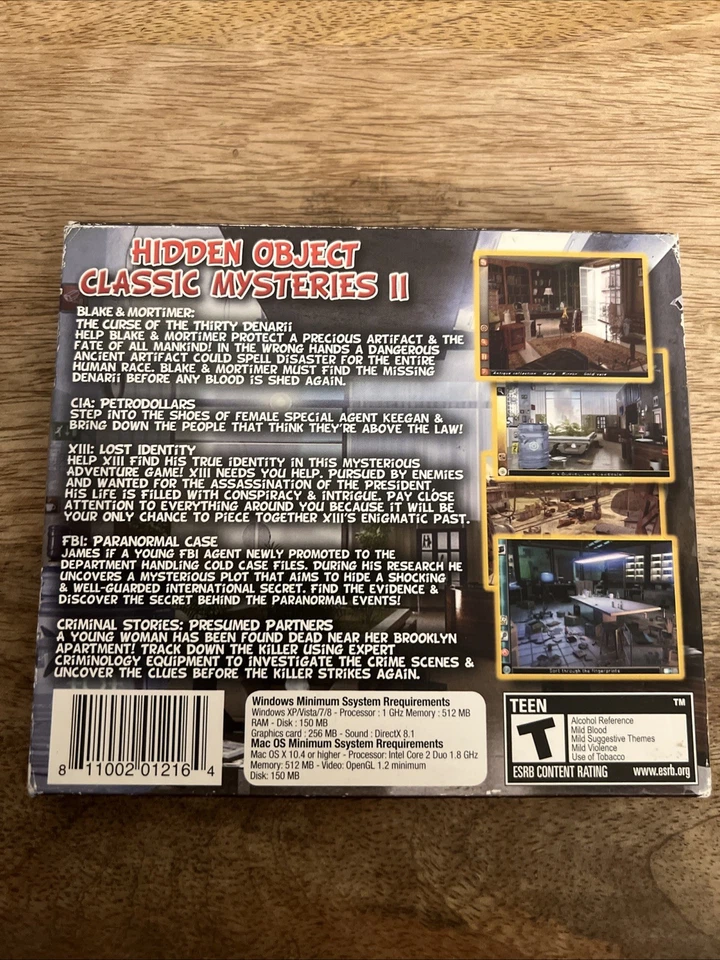 HIDDEN OBJECT
CLASSIC MYSTERIES II
BLAKE & MORTIMER:
THE CURSE OF THE THIRTY DENARII
HELP BLAKE & MORTIMER PROTECT A PRECIOUS ARTIFACT & THE
FATE OF ALL MANKIND! IN THE WRONG HANDS A DANGEROUS
ANCIENT ARTIFACT COULD SPELL DISASTER FOR THE ENTIRE
HUMAN RACE. BLAKE & MORTIMER MUST FIND THE MISSING
DENARII BEFORE ANY BLOOD IS SHED AGAIN.
CIA: PETRODOLLARS
STEP INTO THE SHOES OF FEMALE SPECIAL AGENT KEEGAN &
BRING DOWN THE PEOPLE THAT THINK THEY'RE ABOVE THE LAW!
XIII: LOST IDENTITY
HELP XIII FIND HIS TRUE IDENTITY IN THIS MYSTERIOUS
ADVENTURE GAME! XIII NEEDS YOU HELP. PURSUED BY ENEMIES
AND WANTED FOR THE ASSASSINATION OF THE PRESIDENT,
HIS LIFE IS FILLED WITH CONSPIRACY & INTRIGUE. PAY CLOSE
ATTENTION TO EVERYTHING AROUND YOU BECAUSE IT WILL BE
YOUR ONLY CHANCE TO PIECE TOGETHER XIII'S ENIGMATIC PAST.
FBI: PARANORMAL CASE
JAMES IF A YOUNG FBI AGENT NEWLY PROMOTED TO THE
DEPARTMENT HANDLING COLD CASE FILES. DURING HIS RESEARCH HE
UNCOVERS A MYSTERIOUS PLOT THAT AIMS TO HIDE A SHOCKING
& WELL-GUARDED INTERNATIONAL SECRET. FIND THE EVIDENCE &
DISCOVER THE SECRET BEHIND THE PARANORMAL EVENTS!
CRIMINAL STORIES: PRESUMED PARTNERS
A YOUNG WOMAN HAS BEEN FOUND DEAD NEAR HER BROOKLYN
APARTMENT! TRACK DOWN THE KILLER USING EXPERT
CRIMINOLOGY EQUIPMENT TO INVESTIGATE THE CRIME SCENES &
UNCOVER THE CLUES BEFORE THE KILLER STRIKES AGAIN.
Sort through the fingerprints
8 11002 01216 4
Windows Minimum Ssystem Rrequirements
Windows XP/Vista/7/8 - Processor : 1 GHz Memory : 512 MB
RAM - Disk : 150 MB
Graphics card : 256 MB - Sound : DirectX 8.1
Mac OS Minimum Ssystem Rrequirements
Mac OS X 10.4 or higher - Processor: Intel Core 2 Duo 1.8 GHz
Memory: 512 MB - Video: OpenGL 1.2 minimum
Disk: 150 MB
TEEN TM
T
Alcohol Reference
Mild Blood
Mild Suggestive Themes
Mild Violence
Use of Tobacco
ESRB CONTENT RATING www.esrb.org